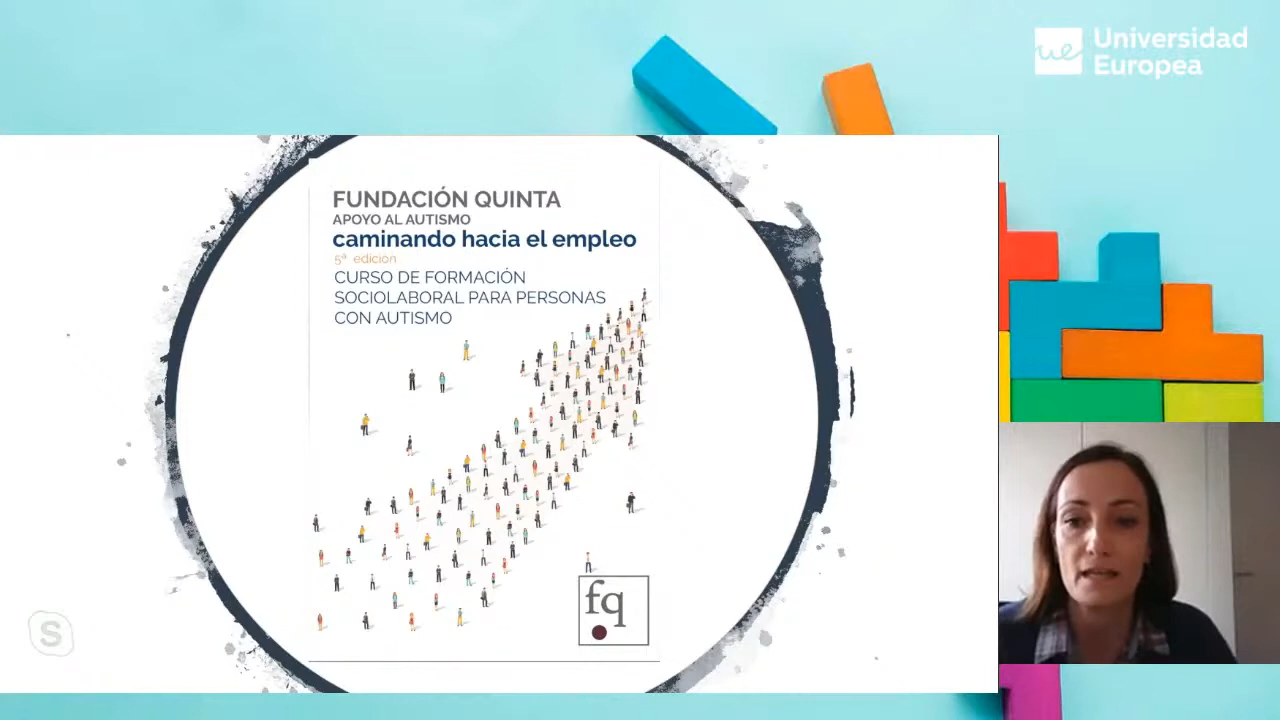 ue Universidad
Europea
FUNDACIÓN QUINTA
APOYO AL AUTISMO
caminando hacia el empleo
5ª edición
CURSO DE FORMACIÓN
SOCIOLABORAL PARA PERSONAS
CON AUTISMO
fq
S